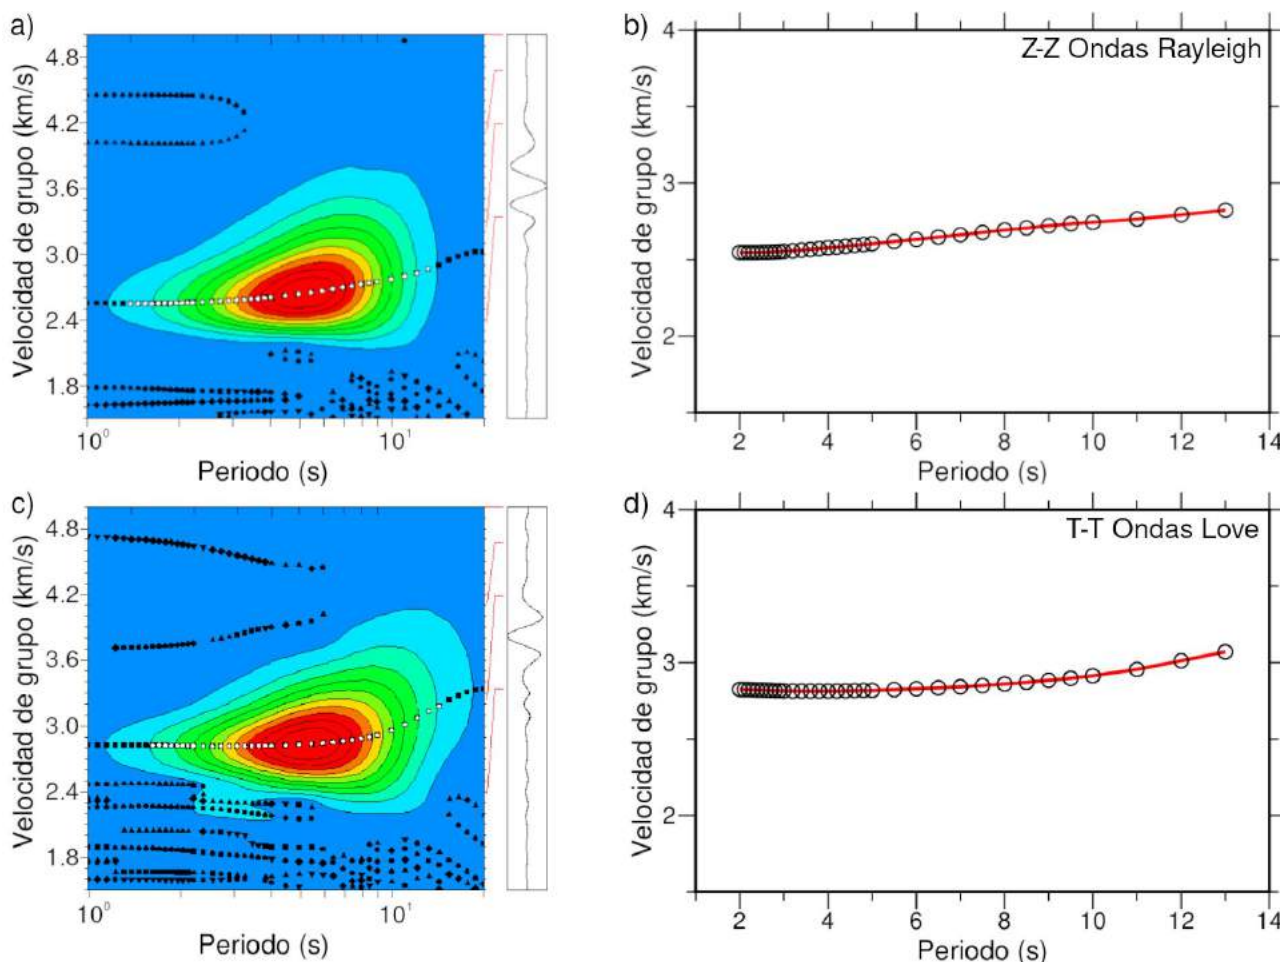 a)
Velocidad de grupo (km/s)
4.8
4.2
3.6
3.0
2.4
1.8
10⁰
10¹
Periodo (s)
b)
Z-Z Ondas Rayleigh
Velocidad de grupo (km/s)
4
3
2
2 4 6 8 10 12 14
Periodo (s)
c)
Velocidad de grupo (km/s)
4.8
4.2
3.6
3.0
2.4
1.8
10⁰
10¹
Periodo (s)
d)
T-T Ondas Love
Velocidad de grupo (km/s)
4
3
2
2 4 6 8 10 12 14
Periodo (s)